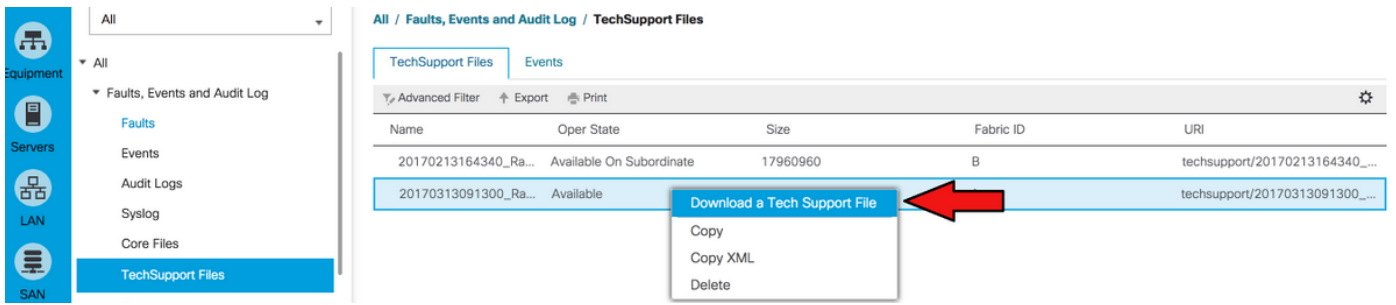 All
All / Faults, Events and Audit Log / TechSupport Files
Equipment
Servers
LAN
SAN
All
Faults, Events and Audit Log
Faults
Events
Audit Logs
Syslog
Core Files
TechSupport Files
TechSupport Files Events
Advanced Filter Export Print
Name Oper State Size Fabric ID URI
20170213164340_Ra... Available On Subordinate 17960960 B techsupport/20170213164340_...
20170313091300_Ra... Available techsupport/20170313091300_...
Download a Tech Support File
Copy
Copy XML
Delete